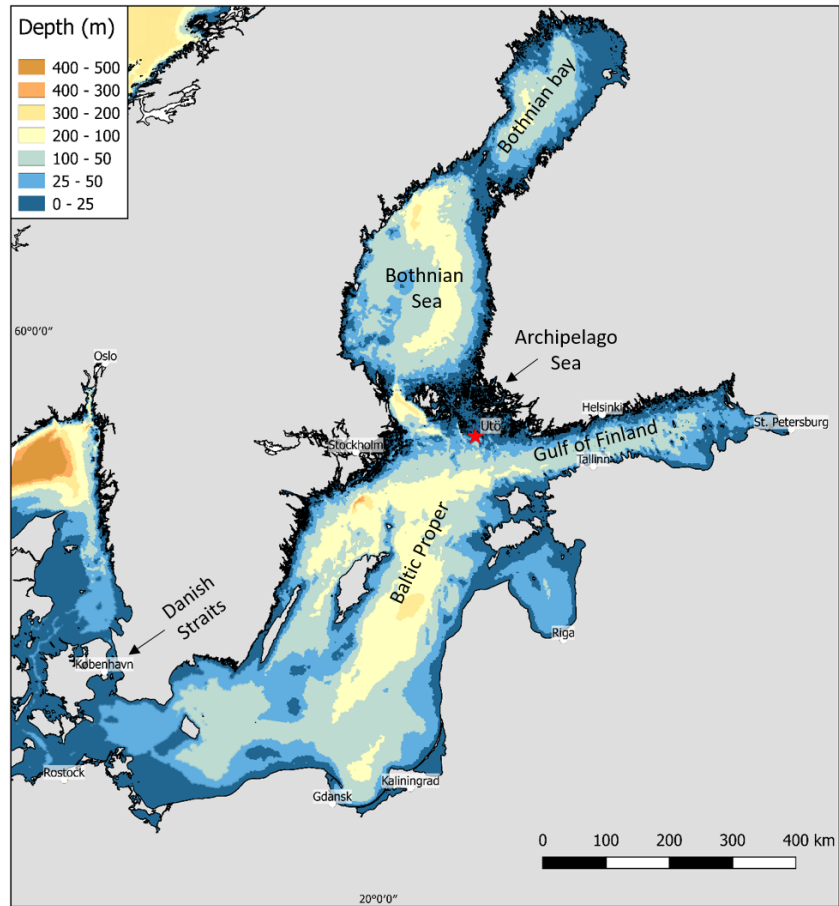 Depth (m)
400 - 500
400 - 300
300 - 200
200 - 100
100 - 50
25 - 50
0 - 25
Bothnian bay
Bothnian
Sea
60°0'0"
Archipelago
Sea
Oslo
Helsinki
Utö
St. Petersburg
Stockholm
Gulf of Finland
Tallinn
Baltic Proper
Danish
Straits
Riga
København
Rostock
Kaliningrad
Gdansk
0 100 200 300 400 km
20°0'0"